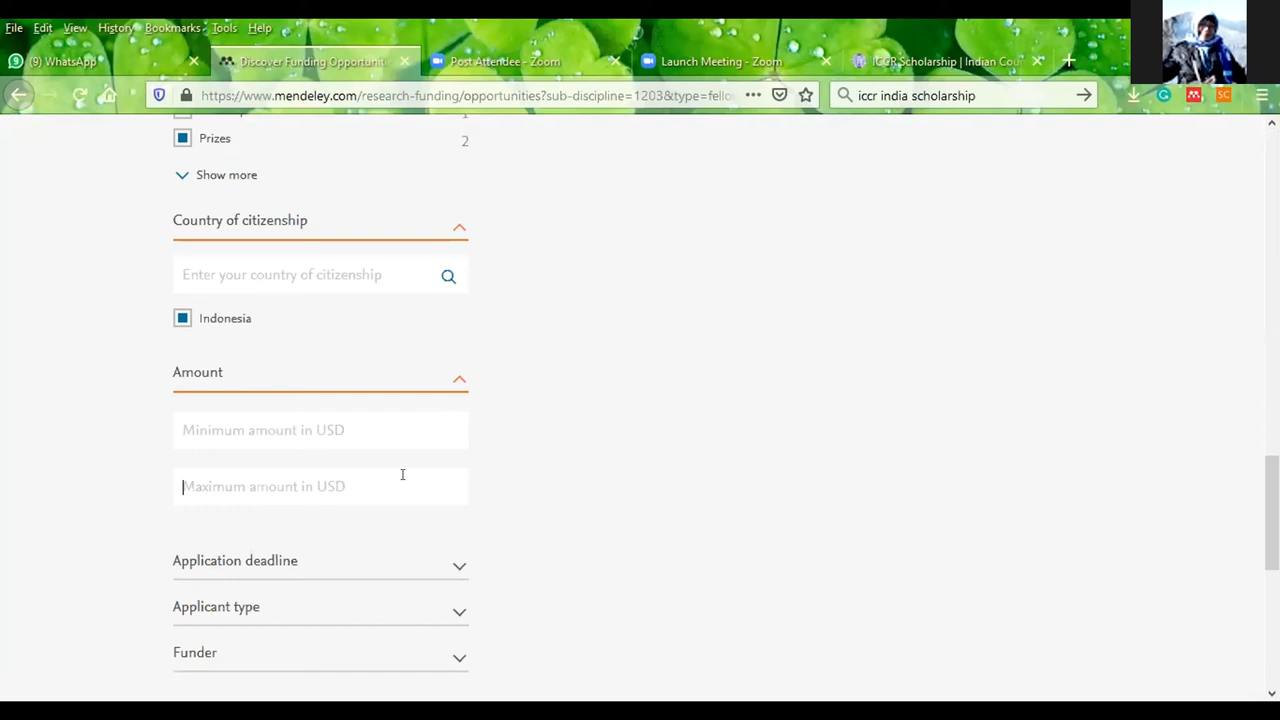 File Edit View History Bookmarks Tools Help
(9) WhatsApp Discover Funding Opportuniti Post Attendee - Zoom Launch Meeting - Zoom ICCR Scholarship | Indian Cou
https://www.mendeley.com/research-funding/opportunities?sub-discipline=1203&type=fello iccr india scholarship
Prizes 2
Show more
Country of citizenship
Enter your country of citizenship
Indonesia
Amount
Minimum amount in USD
Maximum amount in USD
Application deadline
Applicant type
Funder